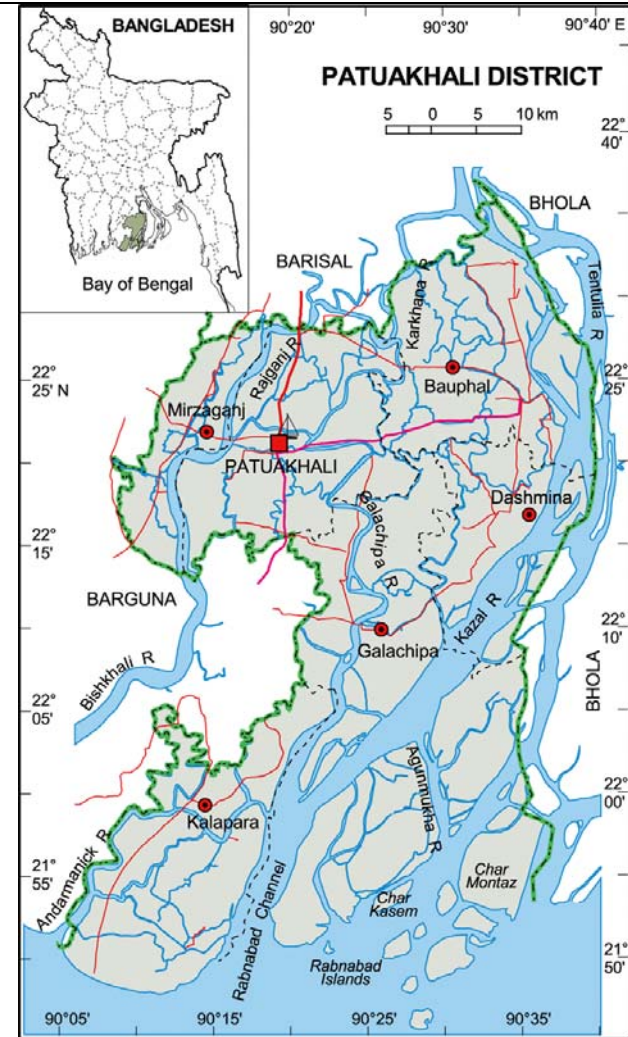 90°20'
90°30'
90°40' E
BANGLADESH
Bay of Bengal
PATUAKHALI DISTRICT
5 0 5 10 km
22°
40'
BHOLA
BARISAL
Tentulia R
Karkhana R
Rajganj R
22°
25' N
22°
25'
Bauphal
Mirzaganj
PATUAKHALI
Dashmina
Galachipa R
22°
15'
BARGUNA
22°
10'
Kazal R
Galachipa
Bishkhali R
BHOLA
22°
05'
22°
00'
Agunmukha R
Kalapara
Andarmanick R
21°
55'
Char
Montaz
Char
Kasem
Rabnabad Channel
Rabnabad
Islands
21°
50'
90°05'
90°15'
90°25'
90°35'